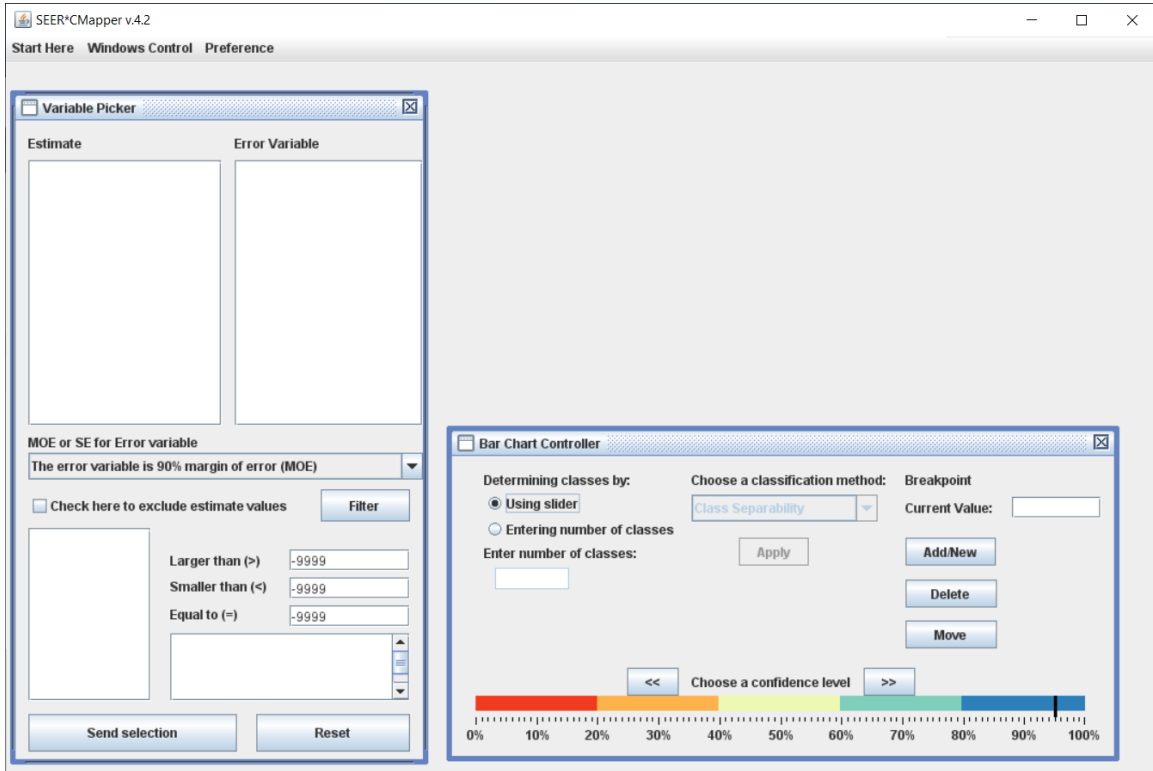 SEER*CMapper v.4.2
Start Here Windows Control Preference
Variable Picker
Estimate Error Variable
MOE or SE for Error variable
The error variable is 90% margin of error (MOE)
Check here to exclude estimate values Filter
Larger than (>) -9999
Smaller than (<) -9999
Equal to (=) -9999
Send selection Reset
Bar Chart Controller
Determining classes by: Choose a classification method: Breakpoint
Using slider Class Separability Current Value:
Entering number of classes
Enter number of classes: Apply Add/New
Delete
Move
<< Choose a confidence level >>
0% 10% 20% 30% 40% 50% 60% 70% 80% 90% 100%